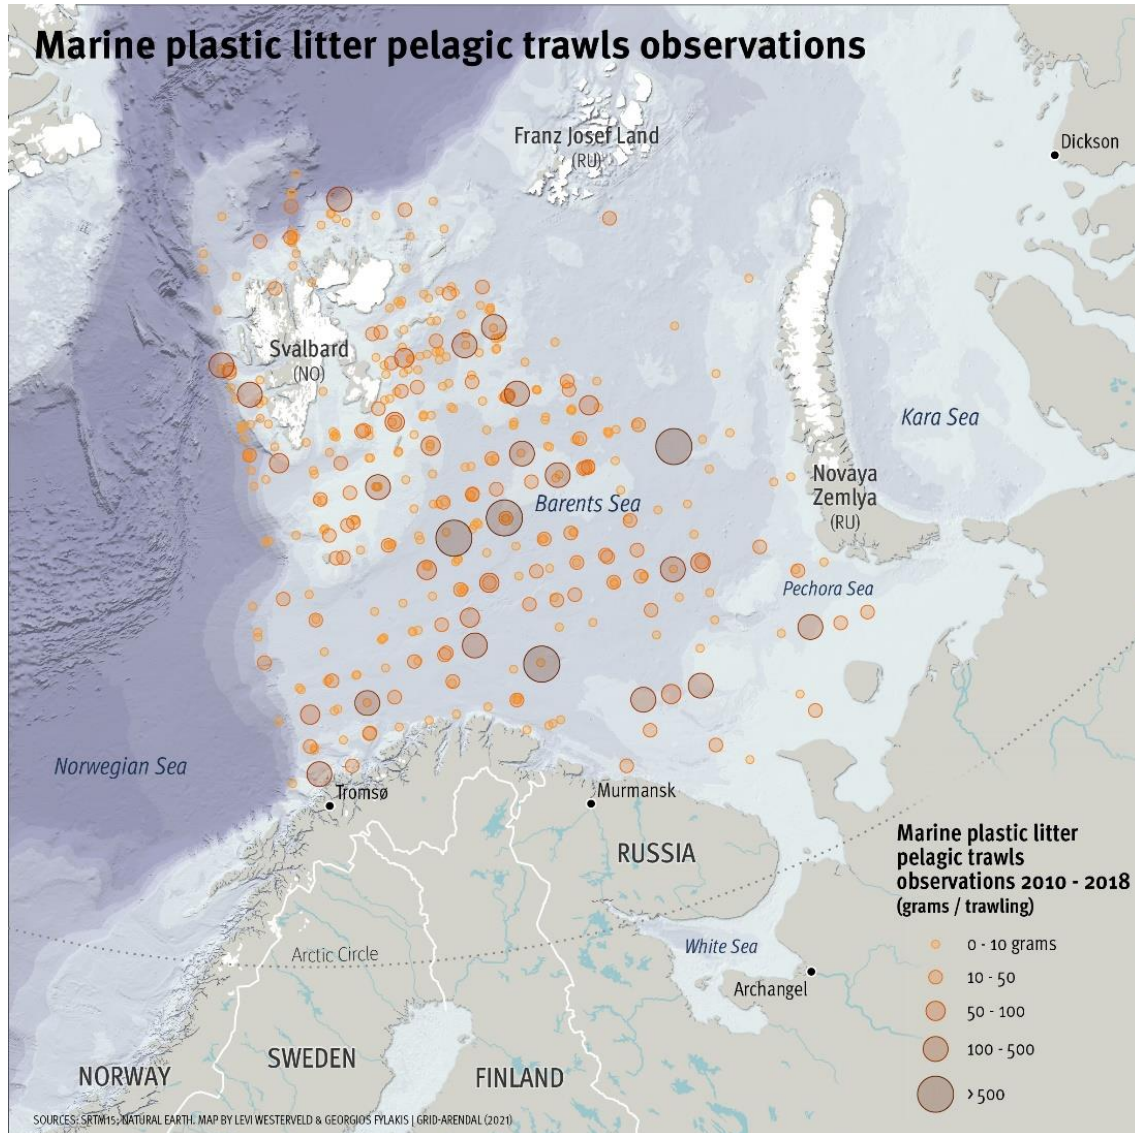 Marine plastic litter pelagic trawls observations
Franz Josef Land
(RU)
Dickson
Svalbard
(NO)
Kara Sea
Novaya
Zemlya
(RU)
Barents Sea
Pechora Sea
Norwegian Sea
Tromsø
Murmansk
RUSSIA
White Sea
Arctic Circle
Archangel
NORWAY
SWEDEN
FINLAND
Marine plastic litter
pelagic trawls
observations 2010 - 2018
(grams / trawling)
0 - 10 grams
10 - 50
50 - 100
100 - 500
> 500
SOURCES: SRTM15; NATURAL EARTH. MAP BY LEVI WESTERVELD & GEORGIOS FYLAKIS | GRID-ARENDAL (2021)